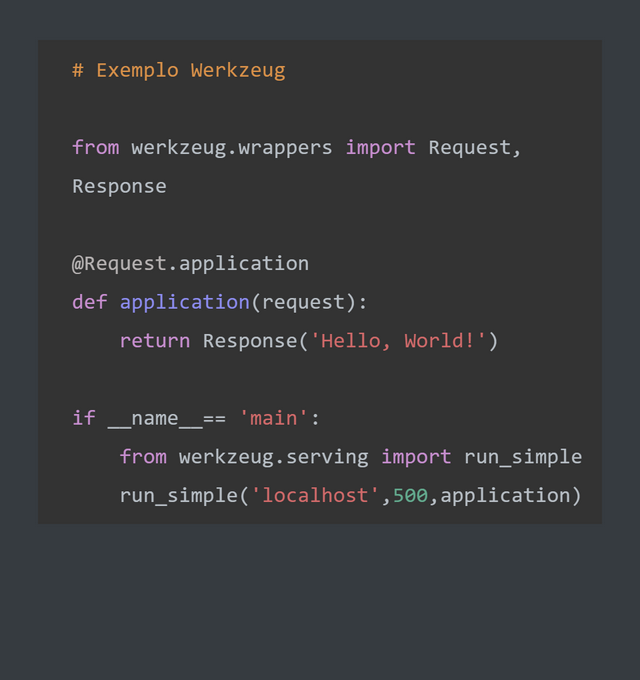 # Exemplo Werkzeug
from werkzeug.wrappers import Request,
Response
@Request.application
def application(request):
    return Response('Hello, World!')
if __name__== 'main':
    from werkzeug.serving import run_simple
    run_simple('localhost',500,application)